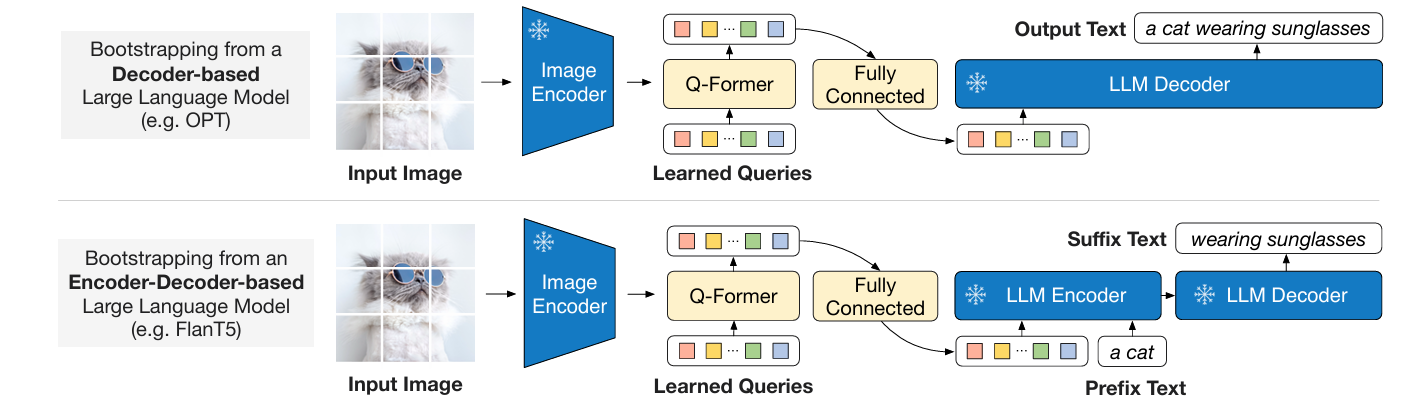 Bootstrapping from a
Decoder-based
Large Language Model
(e.g. OPT)
Input Image
Image
Encoder
...
Q-Former
...
Learned Queries
Fully
Connected
Output Text
a cat wearing sunglasses
LLM Decoder
...
Bootstrapping from an
Encoder-Decoder-based
Large Language Model
(e.g. FlanT5)
Input Image
Image
Encoder
...
Q-Former
...
Learned Queries
Fully
Connected
Suffix Text
wearing sunglasses
LLM Encoder
LLM Decoder
...
a cat
Prefix Text